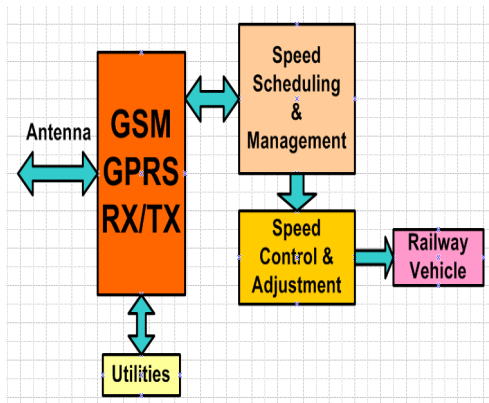 Antenna
GSM
GPRS
RX/TX
Speed
Scheduling
&
Management
Speed
Control &
Adjustment
Railway
Vehicle
Utilities